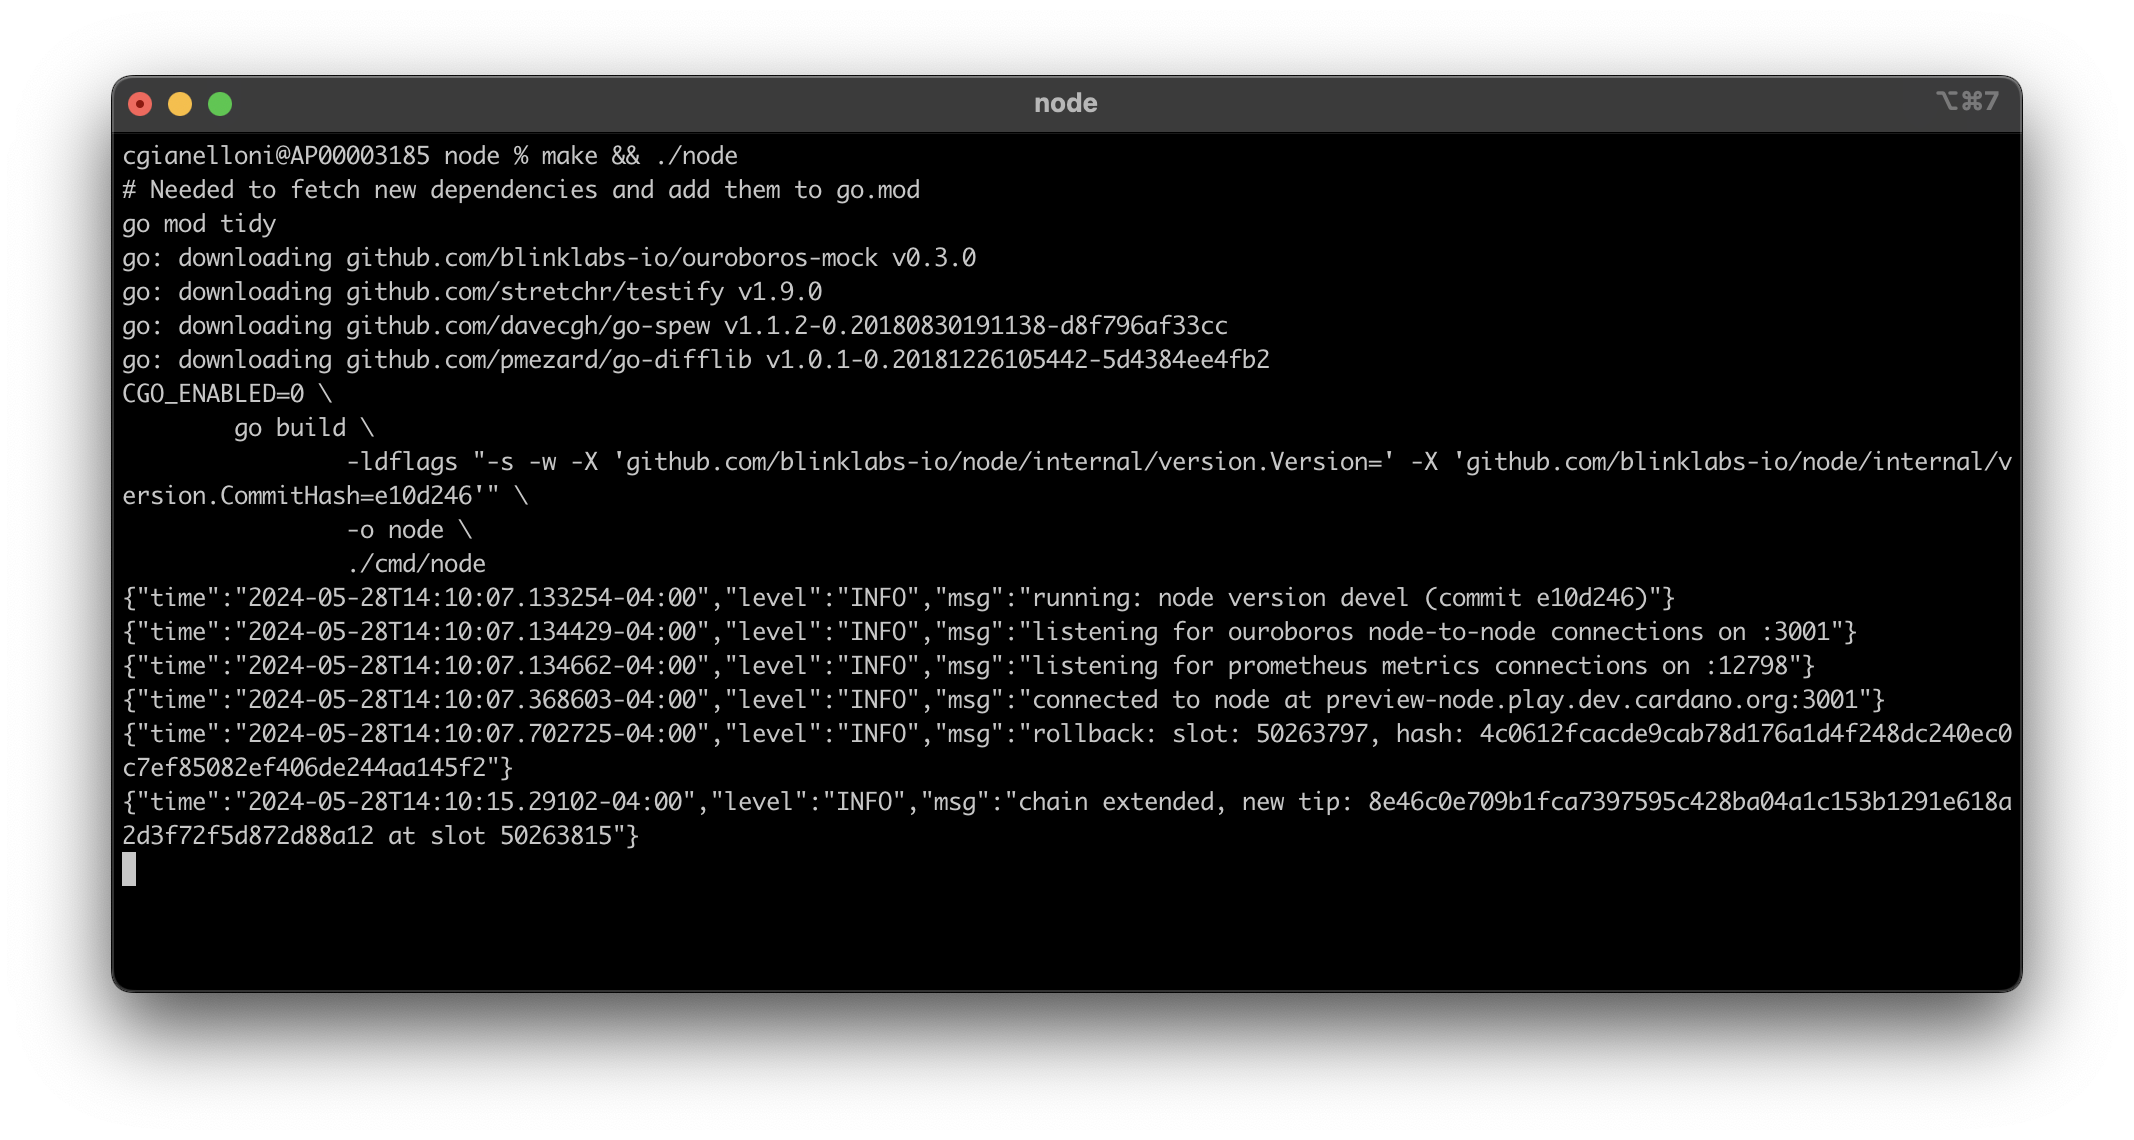 node
⌥⌘7
cgianelloni@AP00003185 node % make && ./node
# Needed to fetch new dependencies and add them to go.mod
go mod tidy
go: downloading github.com/blinklabs-io/ouroboros-mock v0.3.0
go: downloading github.com/stretchr/testify v1.9.0
go: downloading github.com/davecgh/go-spew v1.1.2-0.20180830191138-d8f796af33cc
go: downloading github.com/pmezard/go-difflib v1.0.1-0.20181226105442-5d4384ee4fb2
CGO_ENABLED=0 \
        go build \
                -ldflags "-s -w -X 'github.com/blinklabs-io/node/internal/version.Version=' -X 'github.com/blinklabs-io/node/internal/v
ersion.CommitHash=e10d246'" \
                -o node \
                ./cmd/node
{"time":"2024-05-28T14:10:07.133254-04:00","level":"INFO","msg":"running: node version devel (commit e10d246)"}
{"time":"2024-05-28T14:10:07.134429-04:00","level":"INFO","msg":"listening for ouroboros node-to-node connections on :3001"}
{"time":"2024-05-28T14:10:07.134662-04:00","level":"INFO","msg":"listening for prometheus metrics connections on :12798"}
{"time":"2024-05-28T14:10:07.368603-04:00","level":"INFO","msg":"connected to node at preview-node.play.dev.cardano.org:3001"}
{"time":"2024-05-28T14:10:07.702725-04:00","level":"INFO","msg":"rollback: slot: 50263797, hash: 4c0612fcacde9cab78d176a1d4f248dc240ec0
c7ef85082ef406de244aa145f2"}
{"time":"2024-05-28T14:10:15.29102-04:00","level":"INFO","msg":"chain extended, new tip: 8e46c0e709b1fca7397595c428ba04a1c153b1291e618a
2d3f72f5d872d88a12 at slot 50263815"}